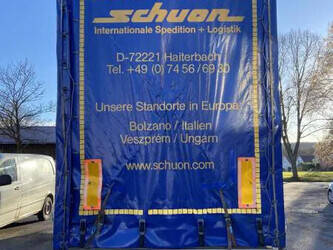 schuon
Internationale Spedition + Logistik
D-72221 Haiterbach
Tel. +49 (0) 74 56 / 69 30
Unsere Standorte in Europa:
Bolzano / Italien
Veszprém / Ungarn
www.schuon.com